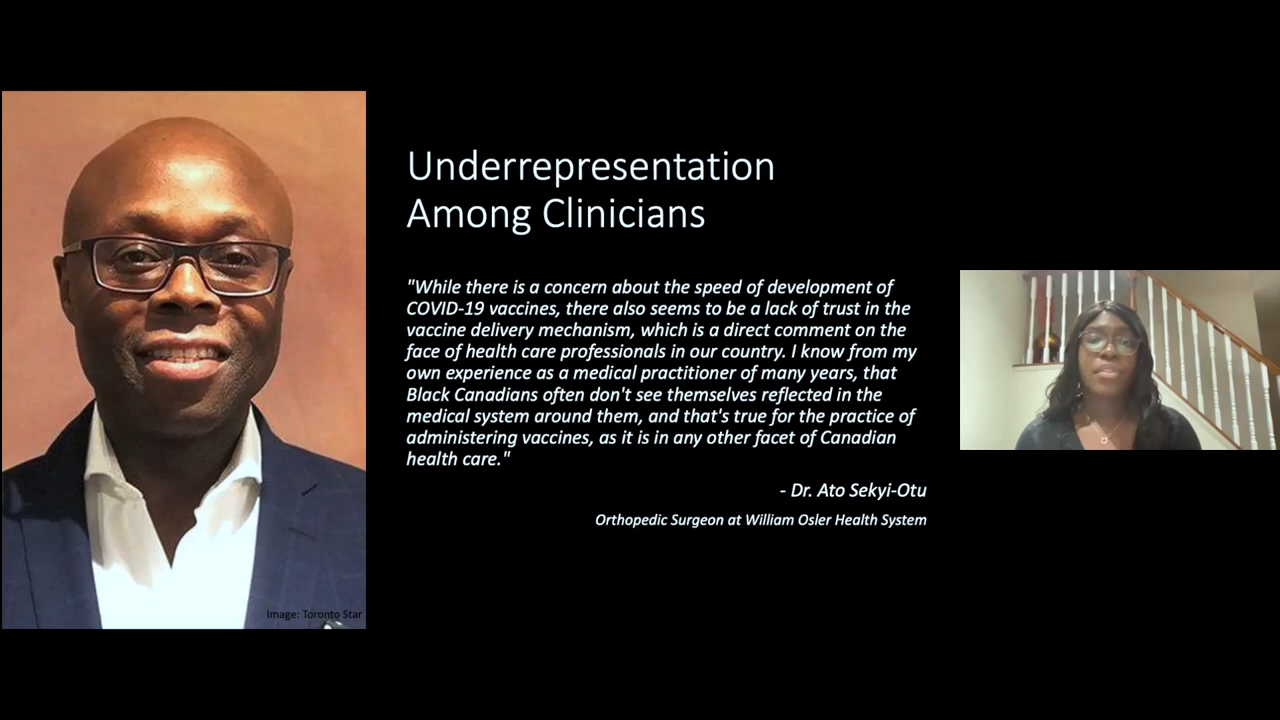 Underrepresentation
Among Clinicians
"While there is a concern about the speed of development of
COVID-19 vaccines, there also seems to be a lack of trust in the
vaccine delivery mechanism, which is a direct comment on the
face of health care professionals in our country. I know from my
own experience as a medical practitioner of many years, that
Black Canadians often don't see themselves reflected in the
medical system around them, and that's true for the practice of
administering vaccines, as it is in any other facet of Canadian
health care."
- Dr. Ato Sekyi-Otu
Orthopedic Surgeon at William Osler Health System
Image: Toronto Star